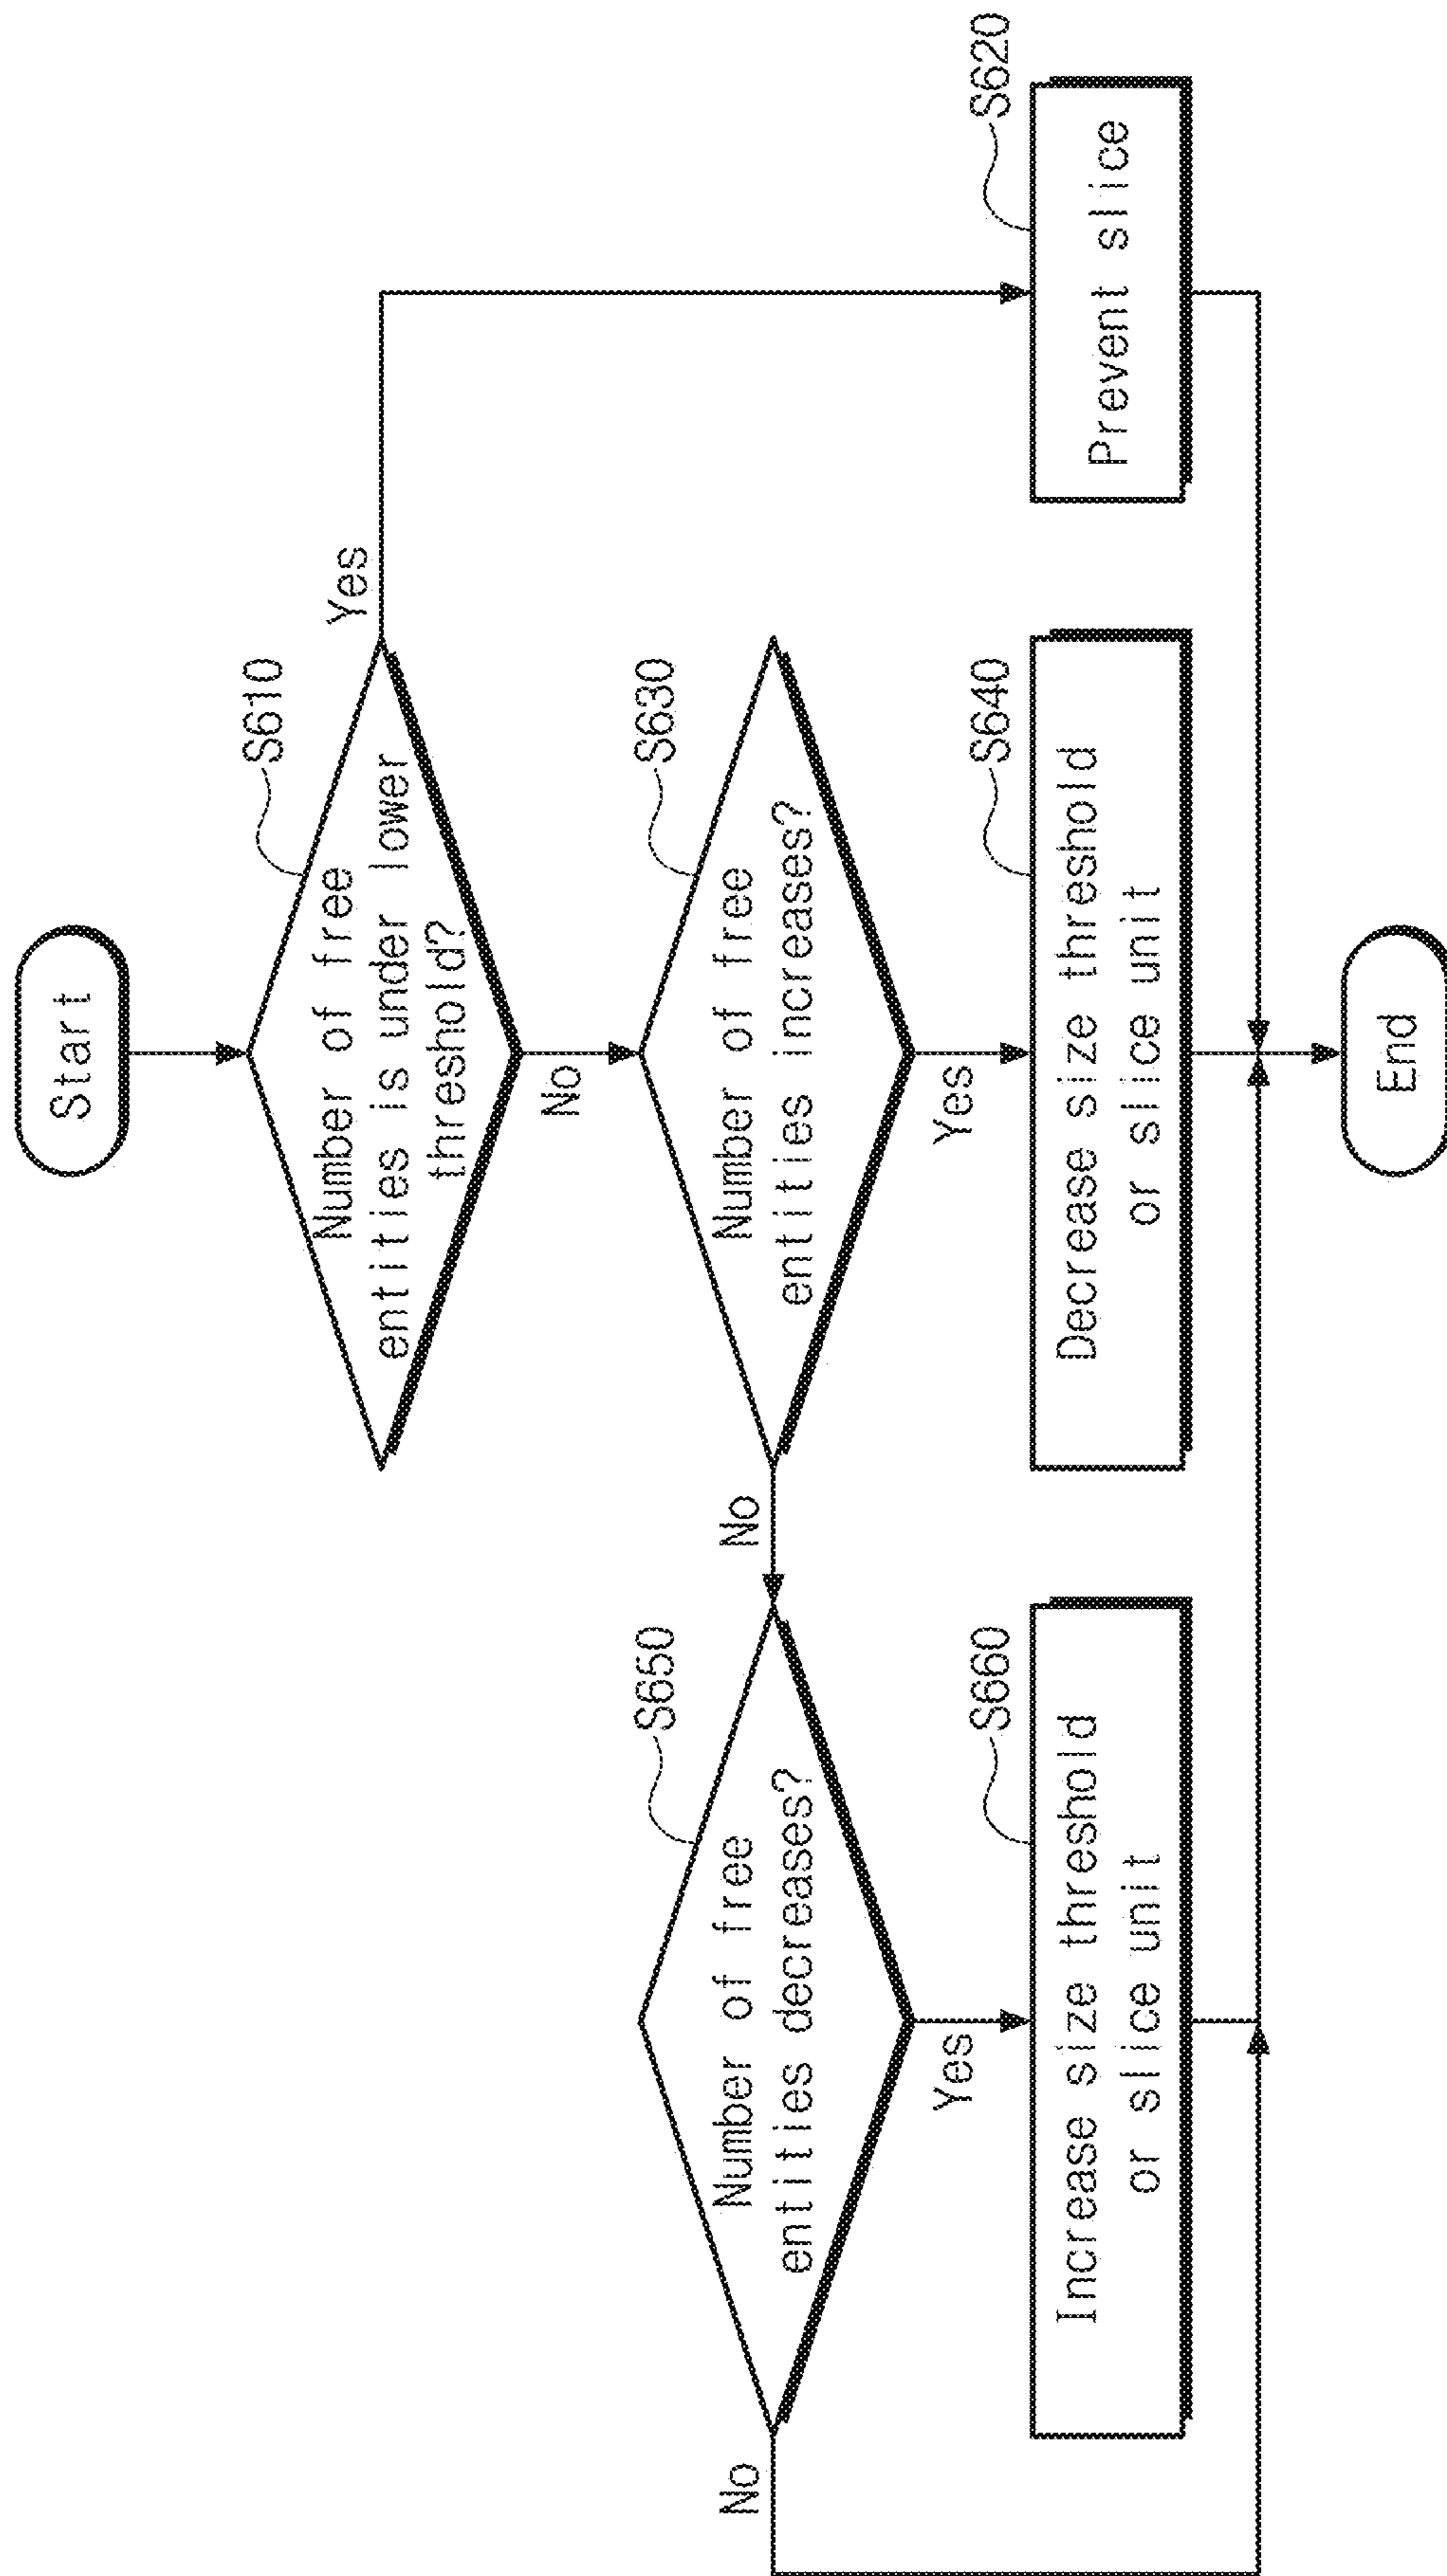 Start
S610
Number of free
entities is under lower
threshold?
Yes
No
S630
Number of free
entities increases?
No
Yes
S650
Number of free
entities decreases?
No
Yes
S660
Increase size threshold
or slice unit
S640
Decrease size threshold
or slice unit
S620
Prevent slice
End